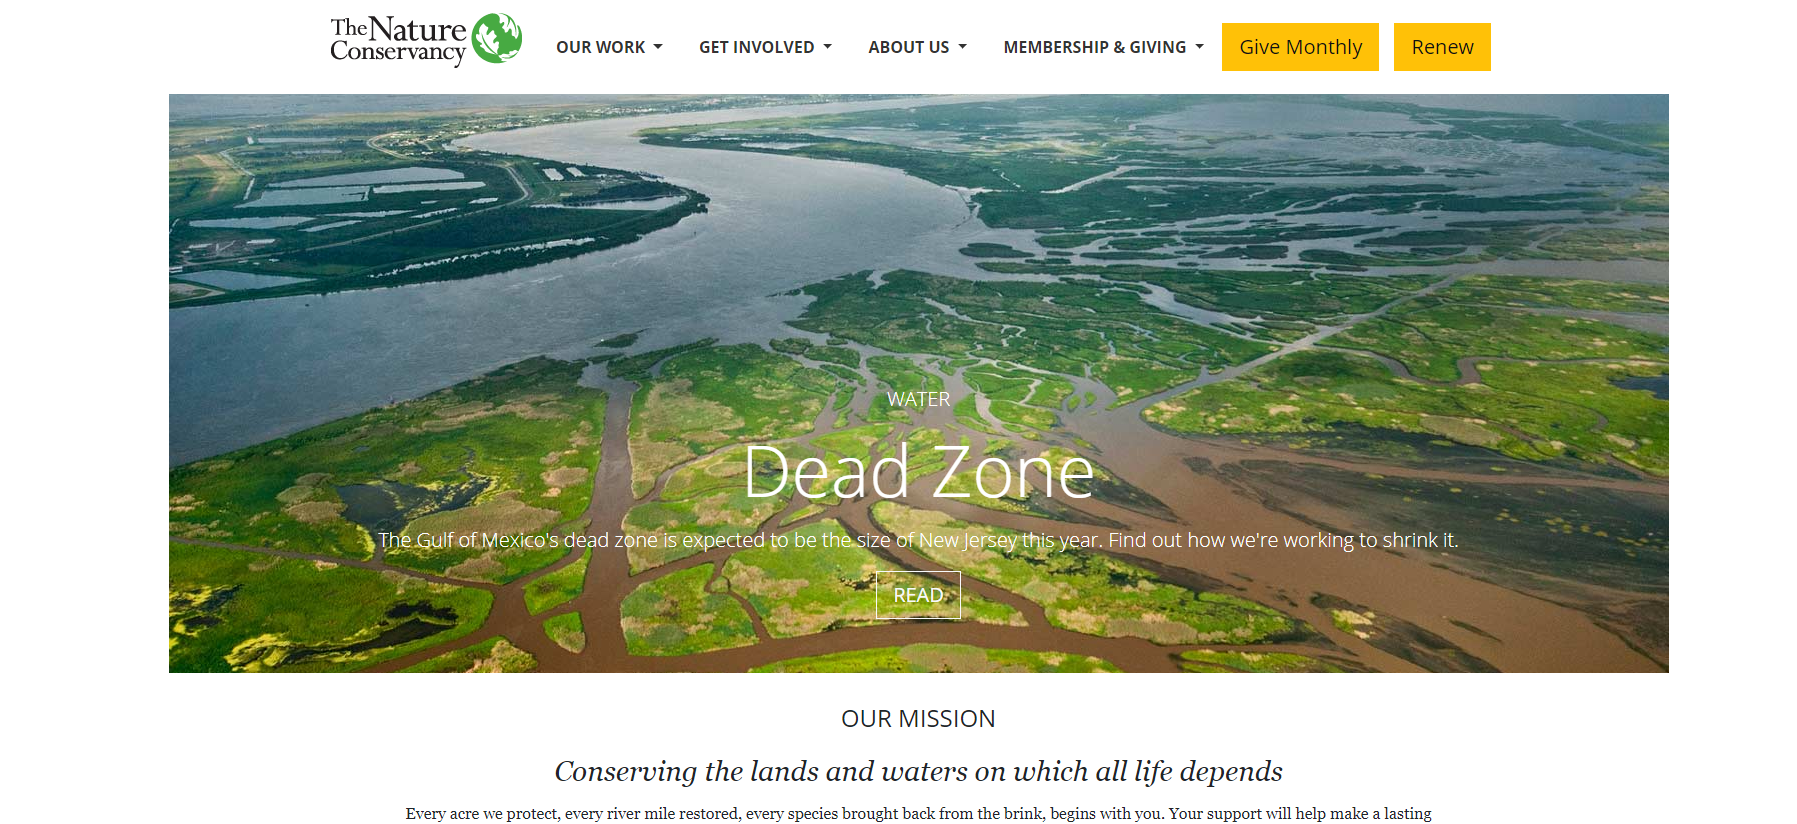 The Nature
Conservancy
OUR WORK
GET INVOLVED
ABOUT US
MEMBERSHIP & GIVING
Give Monthly
Renew
WATER
Dead Zone
The Gulf of Mexico's dead zone is expected to be the size of New Jersey this year. Find out how we're working to shrink it.
READ
OUR MISSION
Conserving the lands and waters on which all life depends
Every acre we protect, every river mile restored, every species brought back from the brink, begins with you. Your support will help make a lasting